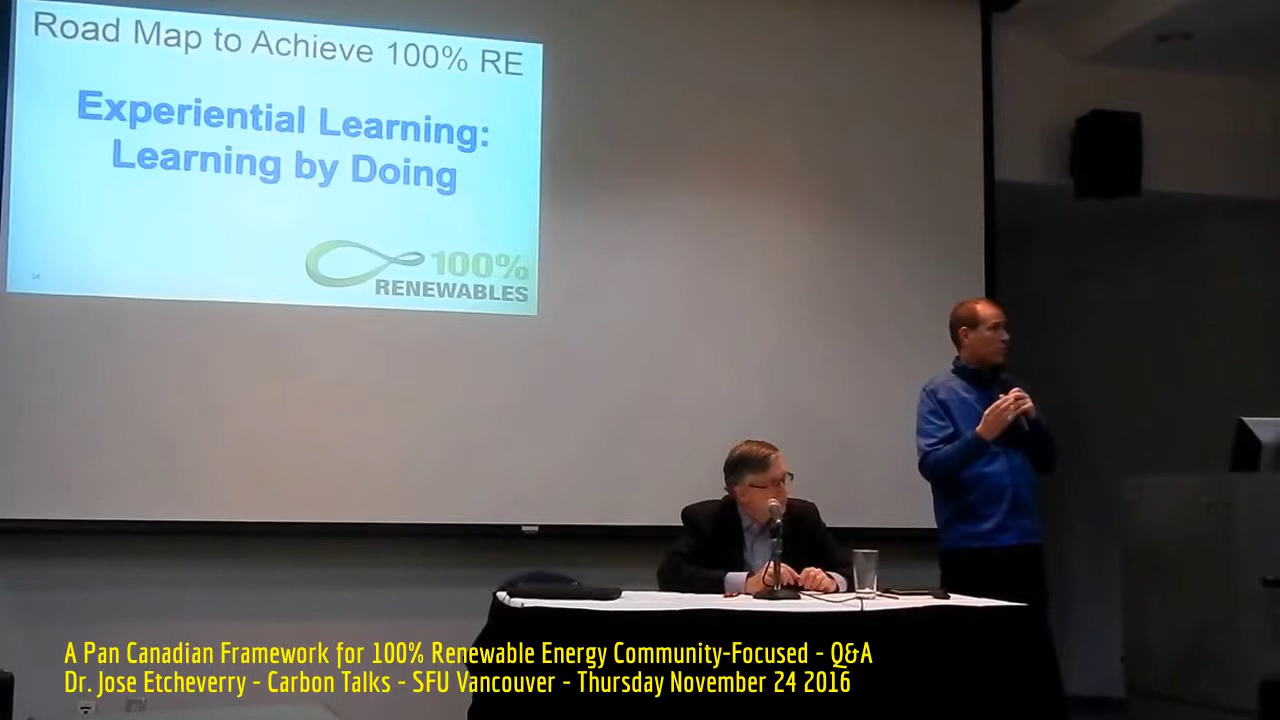 Road Map to Achieve 100% RE
Experiential Learning:
Learning by Doing
100%
RENEWABLES
A Pan Canadian Framework for 100% Renewable Energy Community-Focused - Q&A
Dr. Jose Etcheverry - Carbon Talks - SFU Vancouver - Thursday November 24 2016